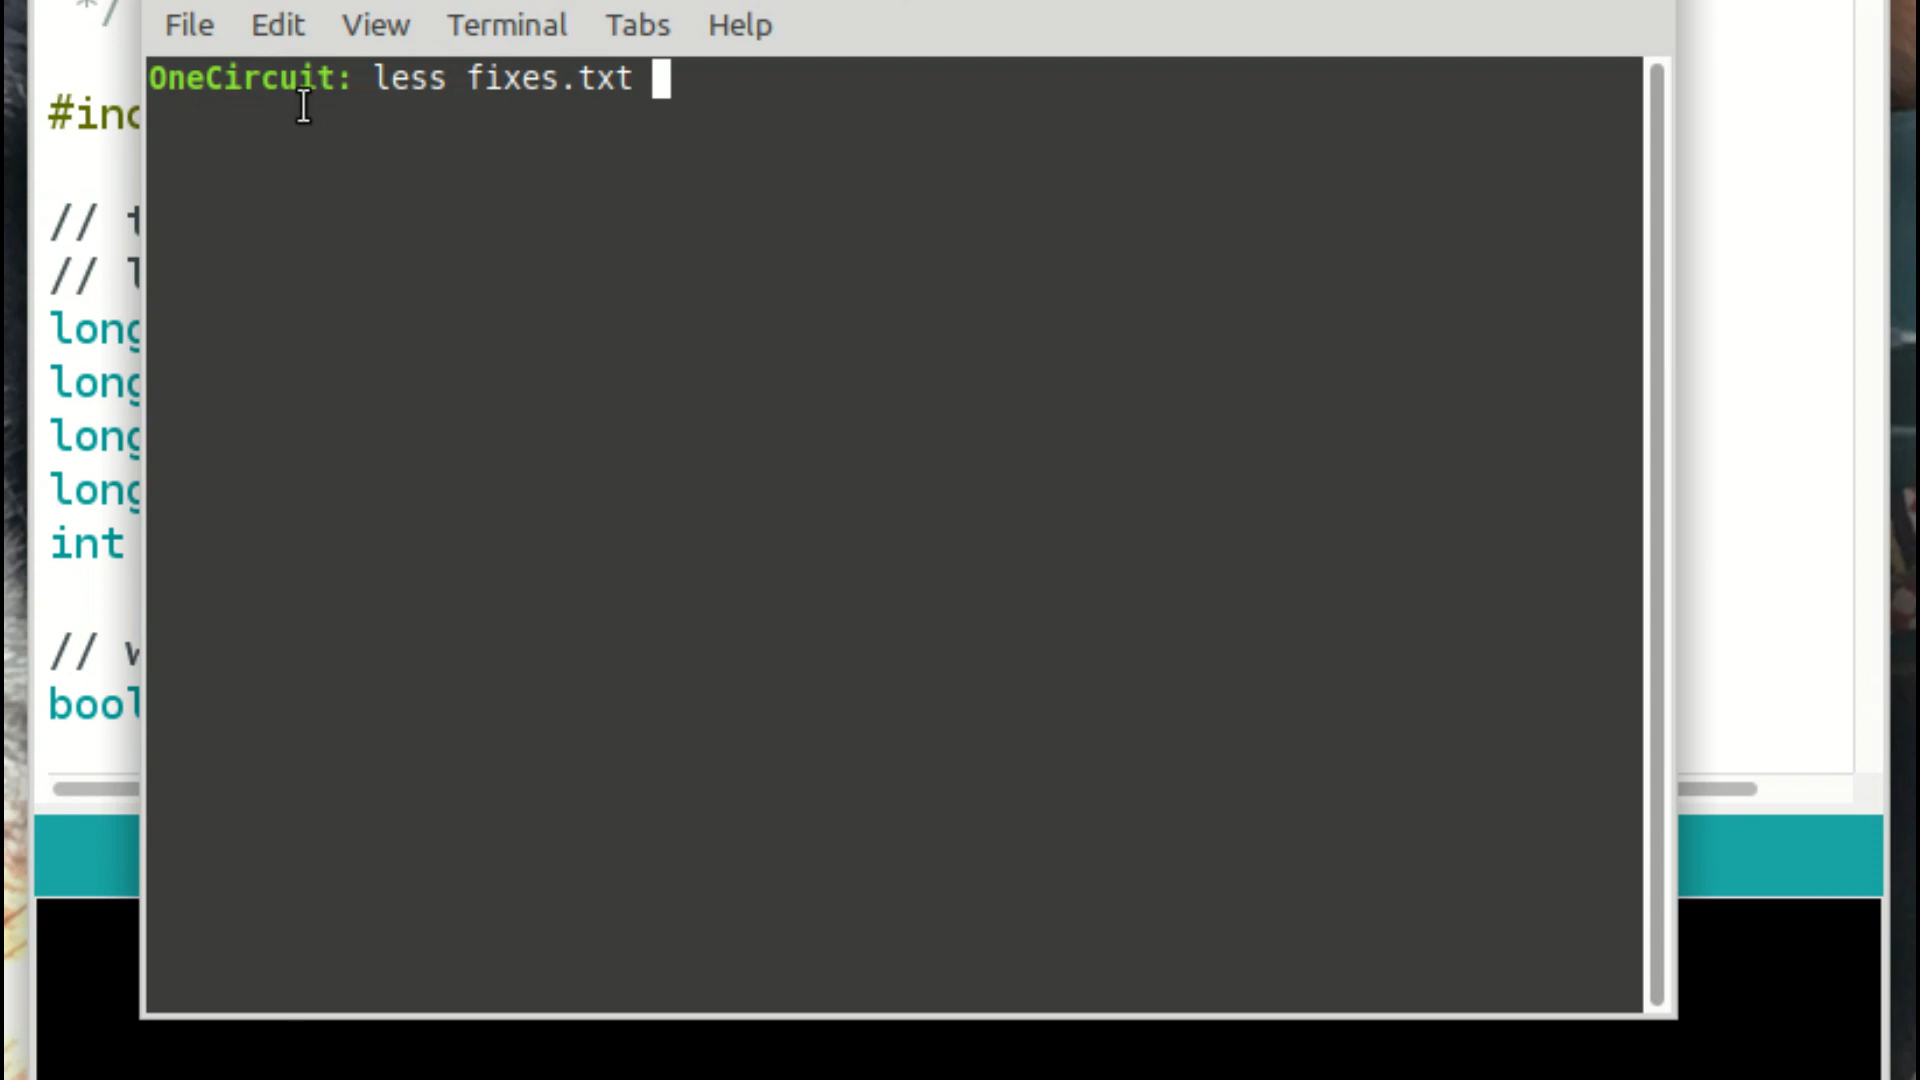 */
File Edit View Terminal Tabs Help
OneCircuit: less fixes.txt
#inc
// t
// l
long
long
long
long
int
// w
bool